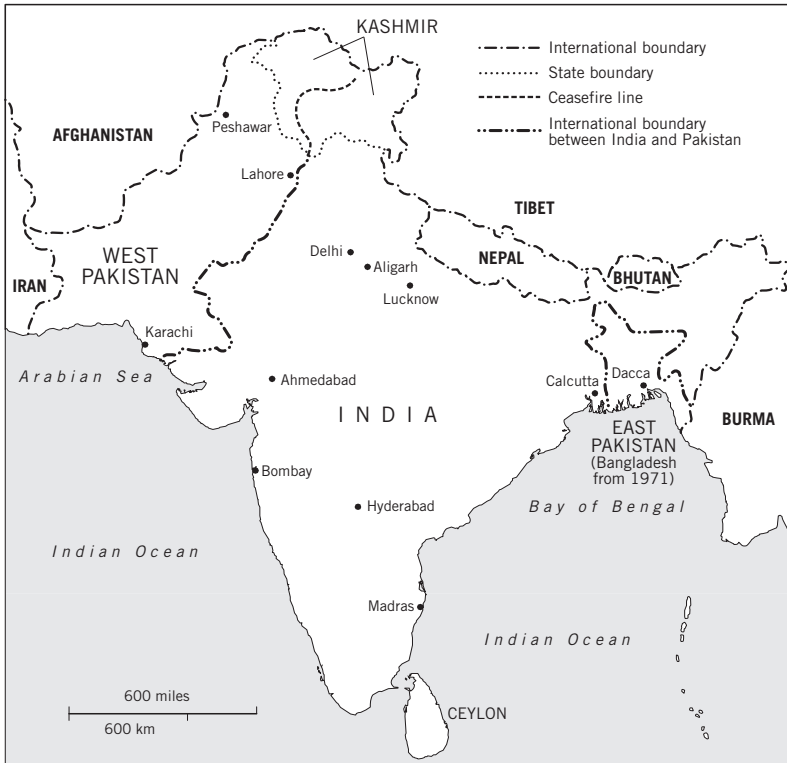 KASHMIR
International boundary
State boundary
Ceasefire line
International boundary
between India and Pakistan
AFGHANISTAN
Peshawar
Lahore
TIBET
WEST
PAKISTAN
Delhi
Aligarh
NEPAL
BHUTAN
IRAN
Lucknow
Karachi
Arabian Sea
Ahmedabad
Calcutta
Dacca
INDIA
BURMA
EAST
PAKISTAN
(Bangladesh
from 1971)
Bombay
Hyderabad
Bay of Bengal
Indian Ocean
Madras
Indian Ocean
600 miles
600 km
CEYLON